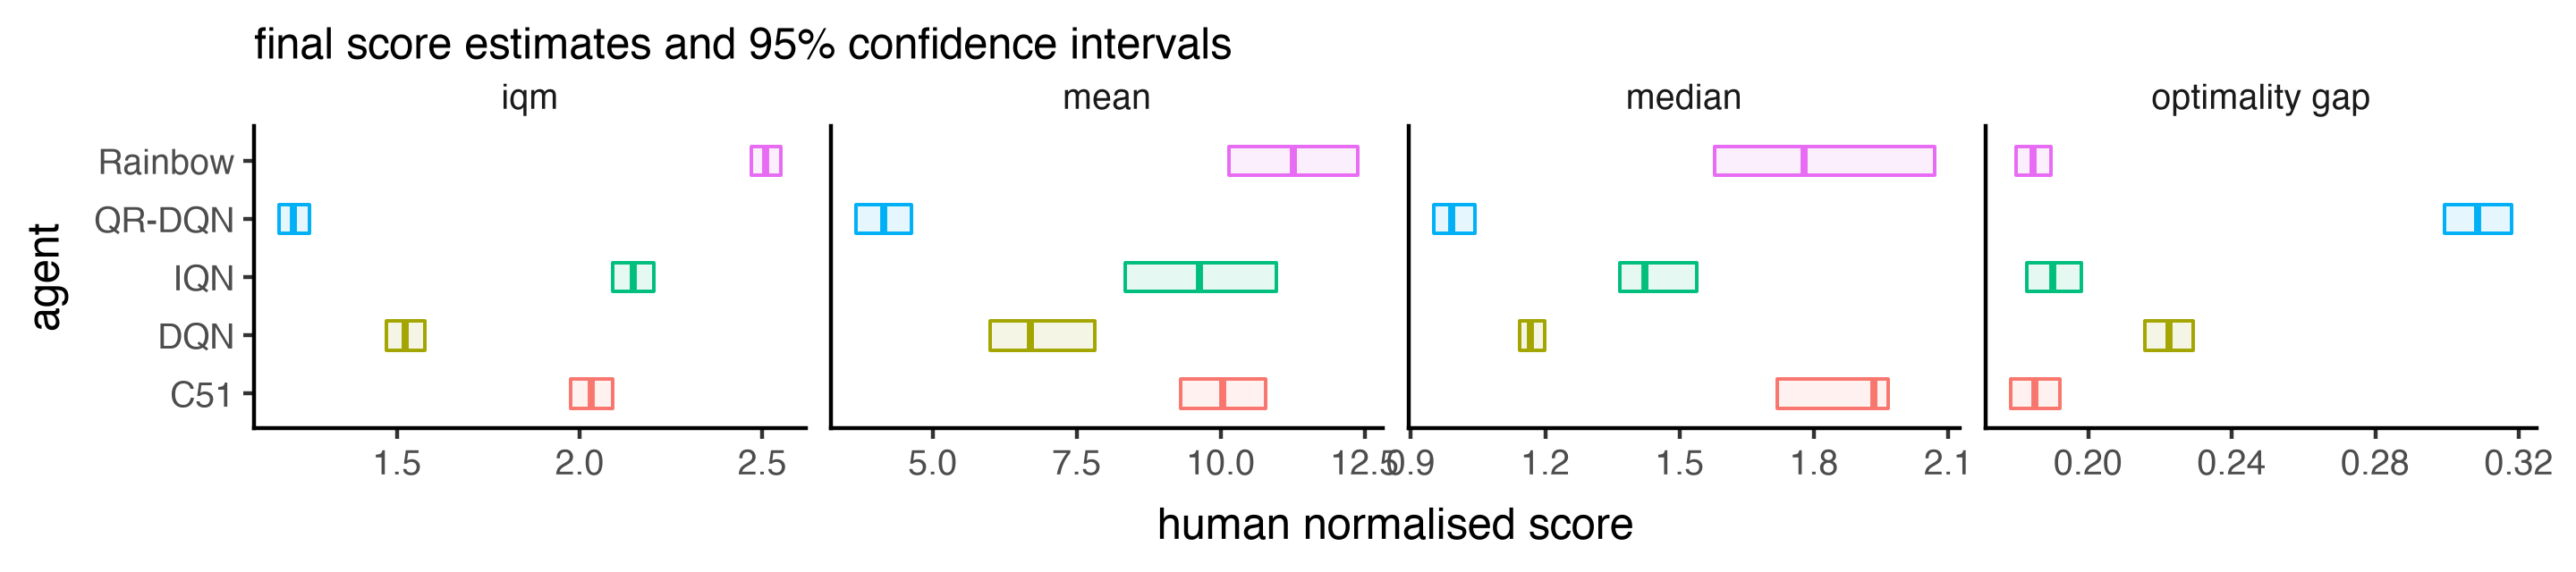 final score estimates and 95% confidence intervals
iqm mean median optimality gap
Rainbow
QR-DQN
IQN
DQN
C51
agent
1.5 2.0 2.5 5.0 7.5 10.0 12.5 0.9 1.2 1.5 1.8 2.1 0.20 0.24 0.28 0.32
human normalised score